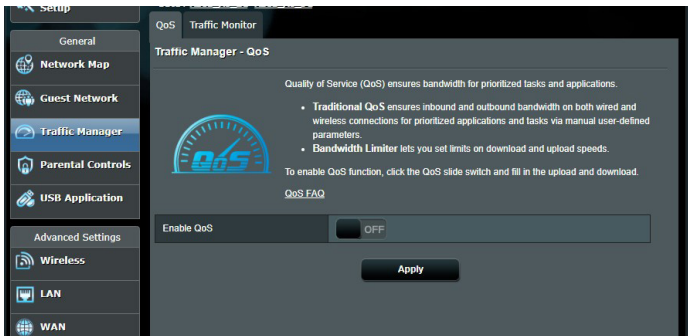 Setup
QoS Traffic Monitor
General
Traffic Manager - QoS
Network Map
Quality of Service (QoS) ensures bandwidth for prioritized tasks and applications.
Guest Network
• Traditional QoS ensures inbound and outbound bandwidth on both wired and
wireless connections for prioritized applications and tasks via manual user-defined
parameters.
Traffic Manager
• Bandwidth Limiter lets you set limits on download and upload speeds.
QoS
Parental Controls
To enable QoS function, click the QoS slide switch and fill in the upload and download.
QoS FAQ
USB Application
Enable QoS OFF
Advanced Settings
Wireless
Apply
LAN
WAN